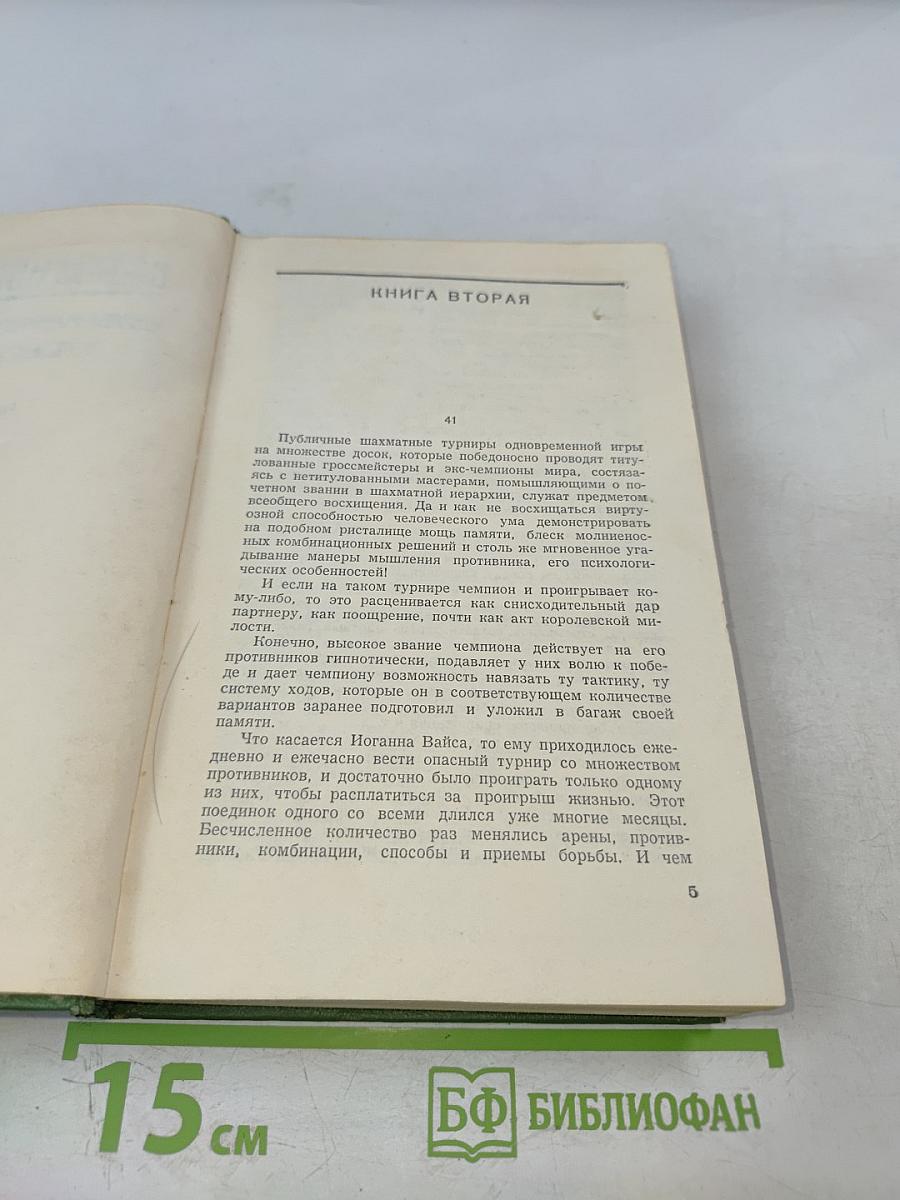 КНИГА ВТОРАЯ
41
Публичные шахматные турниры одновременной игры
на множестве досок, которые победоносно проводят титу-
лованные гроссмейстеры и экс-чемпионы мира, состяза-
ясь с нетитулованными мастерами, помышляющими о по-
четном звании в шахматной иерархии, служат предметом
всеобщего восхищения. Да и как не восхищаться вирту-
озной способностью человеческого ума демонстрировать
на подобном ристалище мощь памяти, блеск молниенос-
ных комбинационных решений и столь же мгновенное уга-
дывание манеры мышления противника, его психологи-
ческих особенностей!
И если на таком турнире чемпион и проигрывает ко-
му-либо, то это расценивается как снисходительный дар
партнеру, как поощрение, почти как акт королевской ми-
лости.
Конечно, высокое звание чемпиона действует на его
противников гипнотически, подавляет у них волю к побе-
де и дает чемпиону возможность навязать ту тактику, ту
систему ходов, которые он в соответствующем количестве
вариантов заранее подготовил и уложил в багаж своей
памяти.
Что касается Иоганна Вайса, то ему приходилось еже-
дневно и ежечасно вести опасный турнир со множеством
противников, и достаточно было проиграть только одному
из них, чтобы расплатиться за проигрыш жизнью. Этот
поединок одного со всеми длился уже многие месяцы.
Бесчисленное количество раз менялись арены, против-
ники, комбинации, способы и приемы борьбы. И чем
5
15 см
БФ БИБЛИОФАН